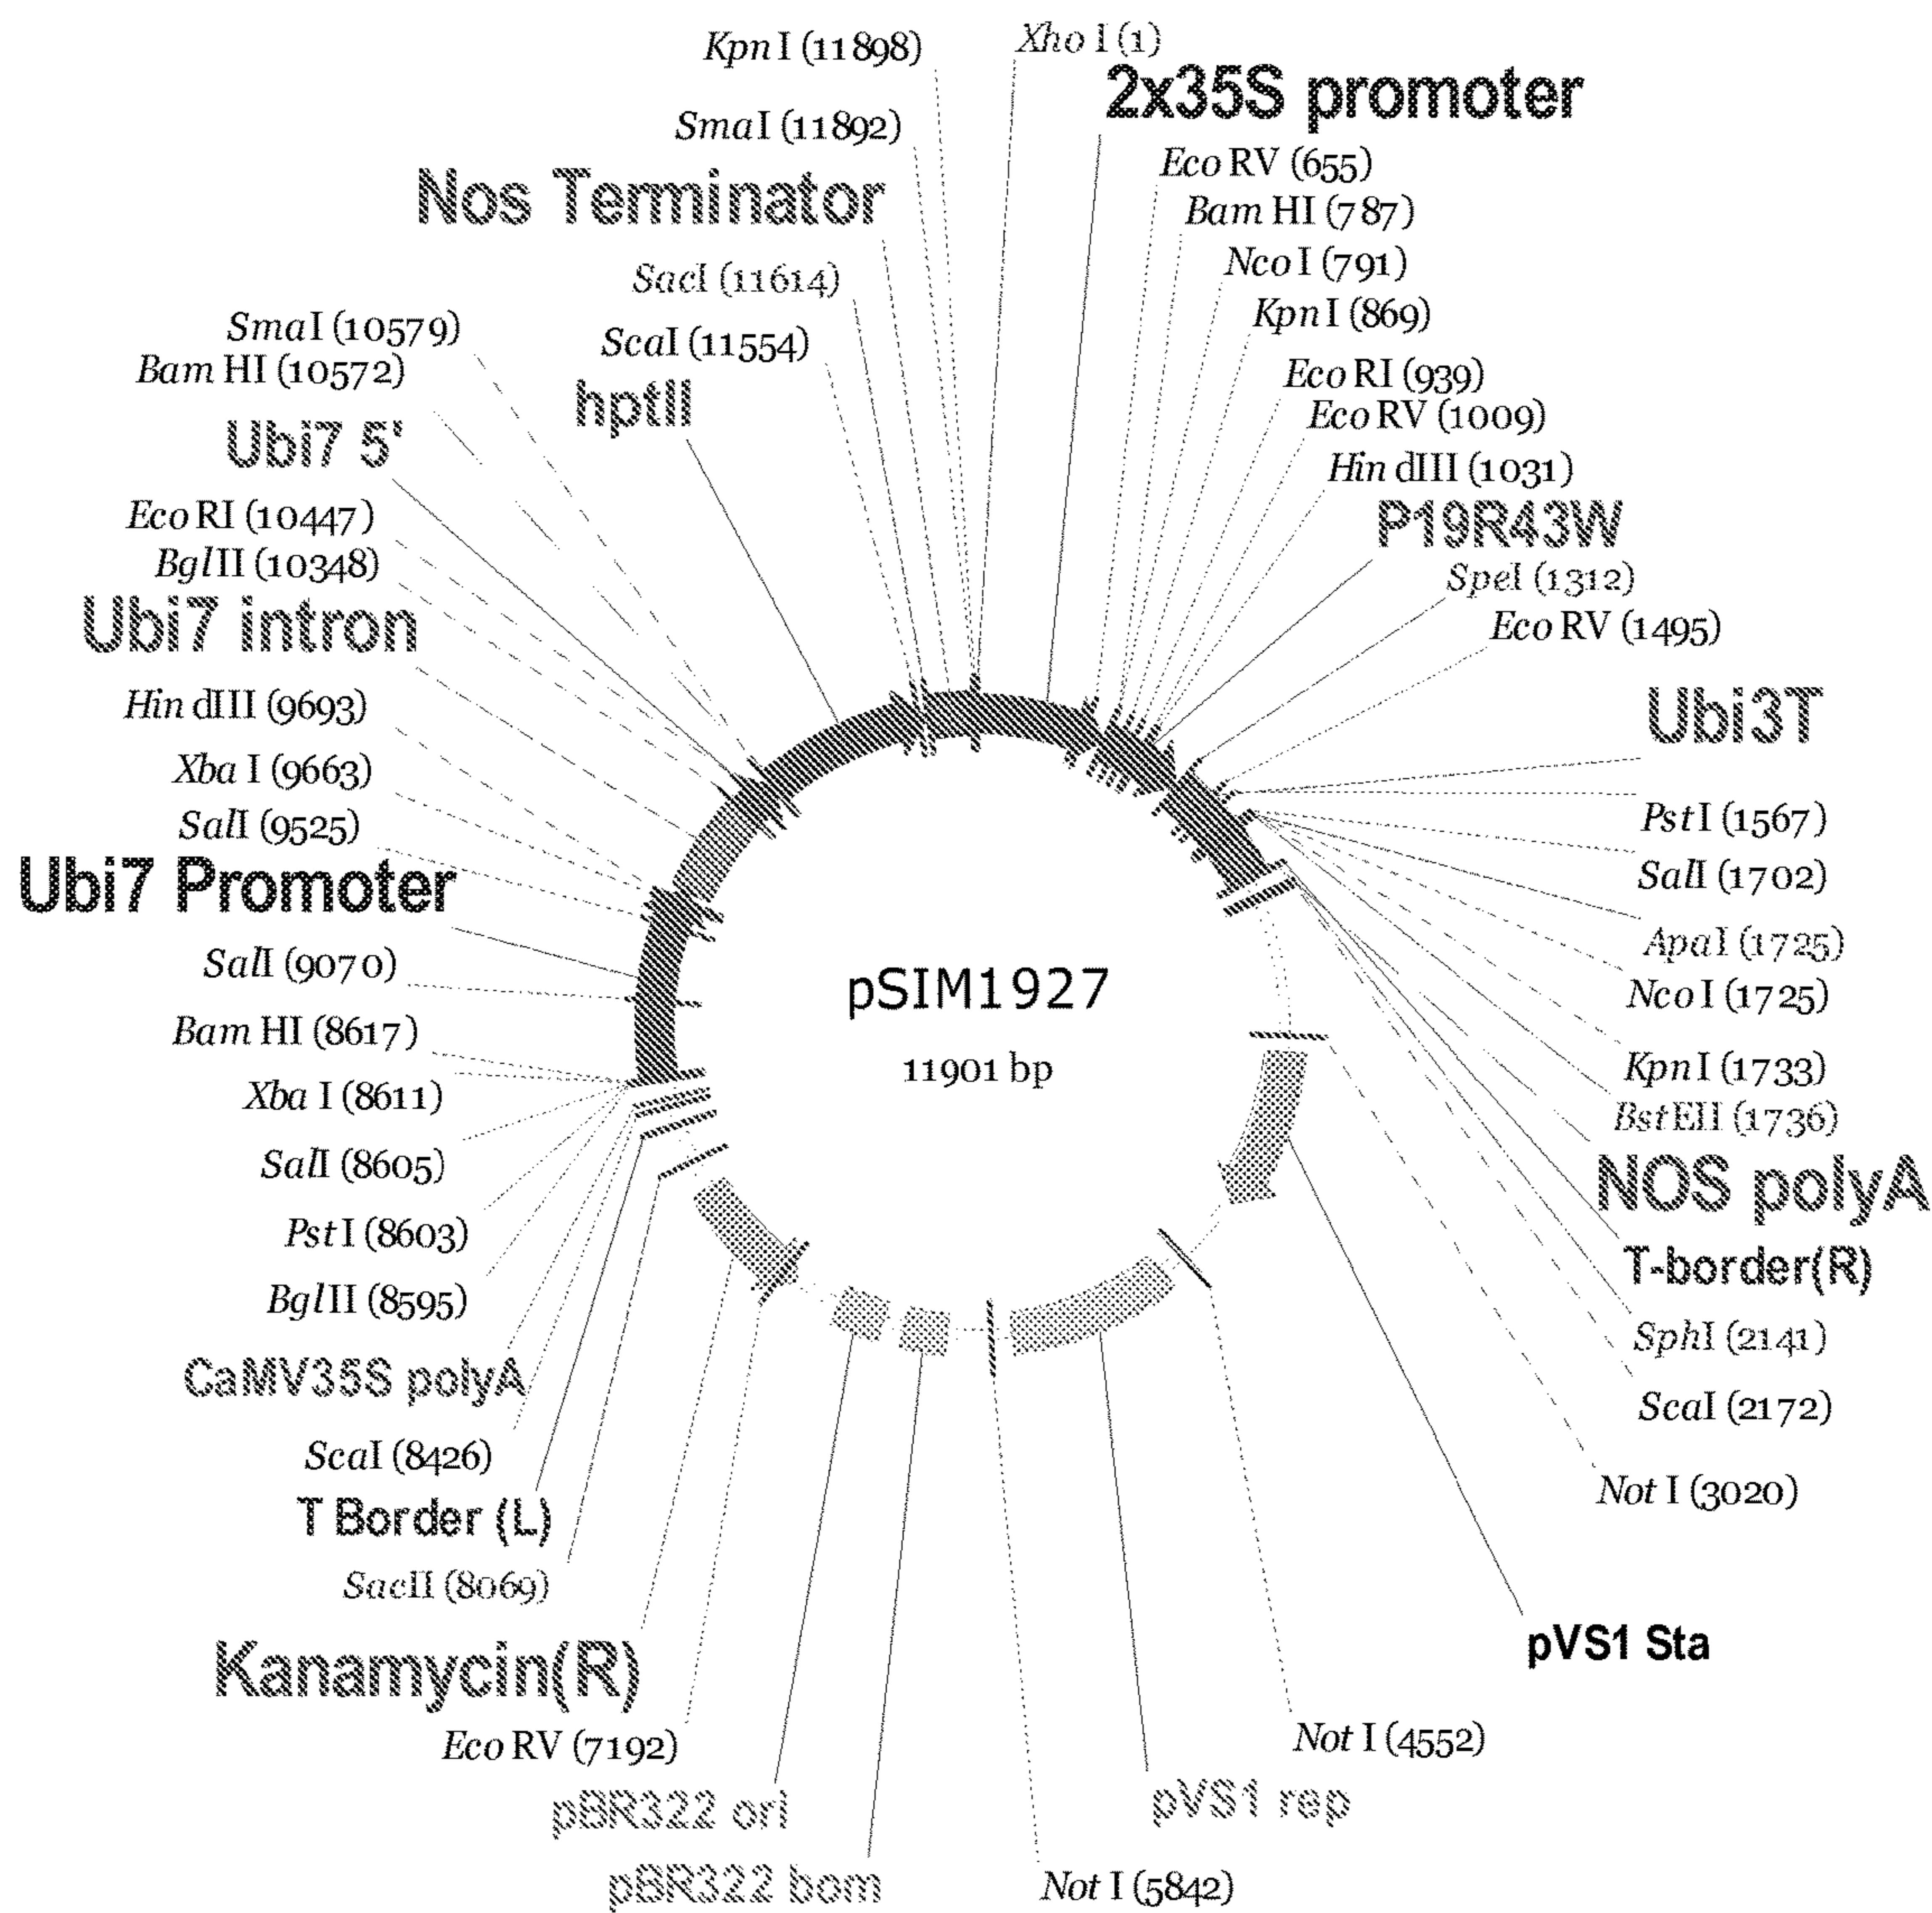 KpnI (11898)
XhoI (1)
2x35S promoter
SmaI (11892)
EcoRV (655)
Nos Terminator
BamHI (787)
NcoI (791)
SacI (11614)
KpnI (869)
SmaI (10579)
ScaI (11554)
BamHI (10572)
EcoRI (939)
hptII
EcoRV (1009)
Ubi7 5'
HindIII (1031)
EcoRI (10447)
P19R43W
BglII (10348)
SpeI (1312)
Ubi7 intron
EcoRV (1495)
HindIII (9693)
Ubi3T
XbaI (9663)
PstI (1567)
SalI (9525)
SalI (1702)
Ubi7 Promoter
ApaI (1725)
SalI (9070)
pSIM1927
NcoI (1725)
BamHI (8617)
11901 bp
KpnI (1733)
XbaI (8611)
BstEII (1736)
SalI (8605)
NOS polyA
PstI (8603)
T-border(R)
BglII (8595)
SphI (2141)
CaMV35S polyA
ScaI (2172)
ScaI (8426)
NotI (3020)
T Border (L)
SacII (8069)
pVS1 Sta
Kanamycin(R)
EcoRV (7192)
NotI (4552)
pBR322 ori
pVS1 rep
pBR322 bom
NotI (5842)